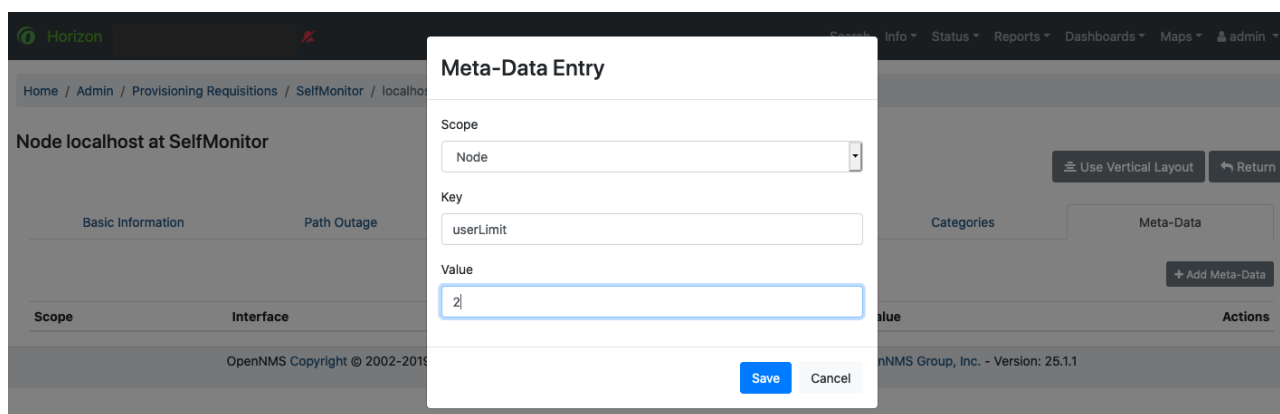 Horizon
Search Info Status Reports Dashboards Maps admin
Meta-Data Entry
Home / Admin / Provisioning Requisitions / SelfMonitor / localhos
Scope
Node localhost at SelfMonitor
Node
Use Vertical Layout Return
Key
Basic Information Path Outage Categories Meta-Data
userLimit
Value
+ Add Meta-Data
2
Scope Interface alue Actions
OpenNMS Copyright © 2002-2019 nNMS Group, Inc. - Version: 25.1.1
Save Cancel